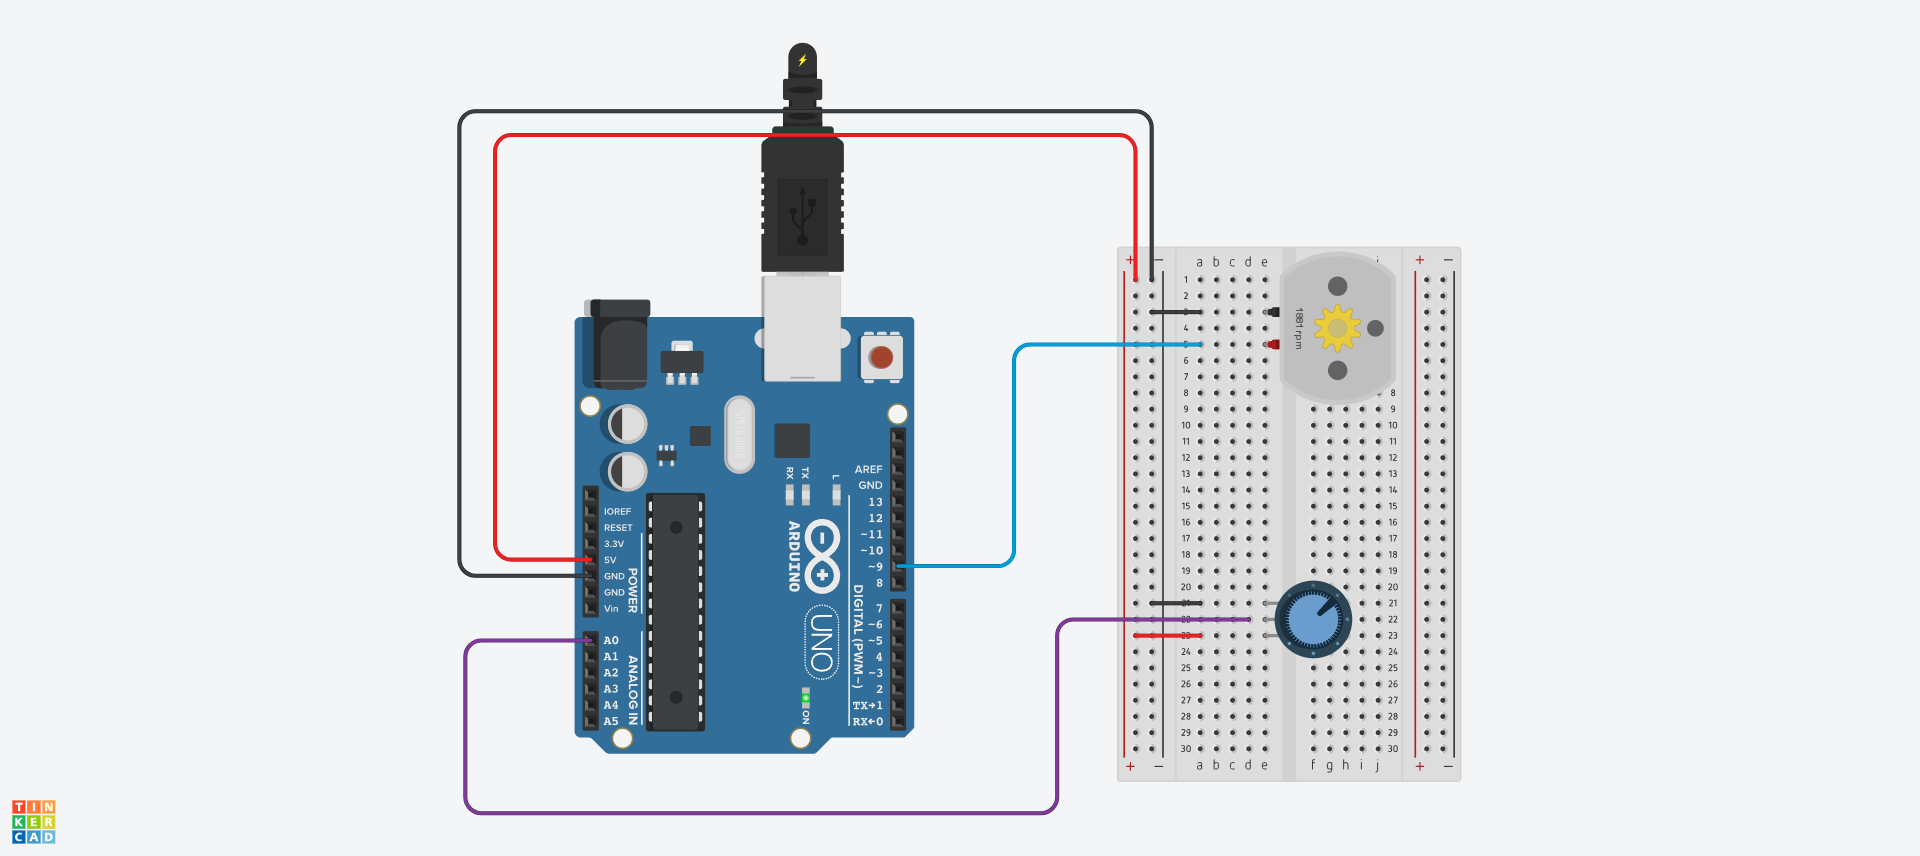 + − a b c d e
+ −
1
2
3
4
5
6
7
8 8
9 9
10 10
11 11
12 12
13 13
14 14
15 15
16 16
17 17
18 18
19 19
20 20
21 21
22 22
23 23
24 24
25 25
26 26
27 27
28 28
29 29
30 30
+ − a b c d e f g h i j + −
1881 rpm
RX TX L
AREF
GND
13
12
~11
~10
~9
8
7
~6
~5
4
~3
2
TX→1
RX←0
DIGITAL (PWM~)
IOREF
RESET
3.3V
5V
GND
GND
Vin
POWER
A0
A1
A2
A3
A4
A5
ANALOG IN
ARDUINO
UNO
ON
TIN
KER
CAD